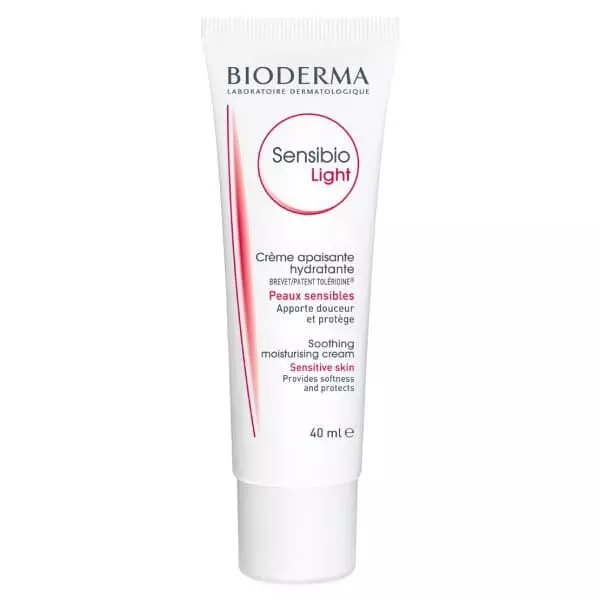 BIODERMA
LABORATOIRE DERMATOLOGIQUE
Sensibio
Light
Crème apaisante
hydratante
BREVET/PATENT TOLÉRIDINE®
Peaux sensibles
Apporte douceur
et protège
Soothing
moisturising cream
Sensitive skin
Provides softness
and protects
40 ml ℮